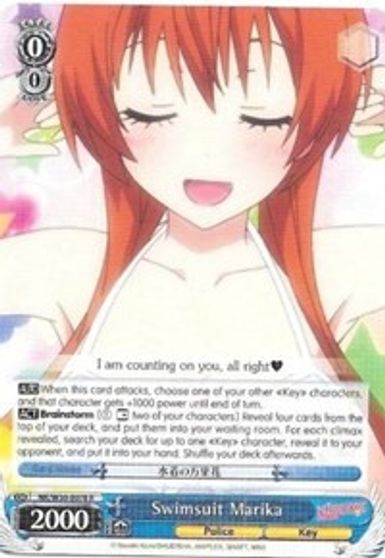 0
0
I am counting on you, all right♥
AUTO When this card attacks, choose one of your other «Key» characters,
and that character gets +1000 power until end of turn.
ACT Brainstorm [ two of your characters] Reveal four cards from the
top of your deck, and put them into your waiting room. For each climax
revealed, search your deck for up to one «Key» character, reveal it to your
opponent, and put it into your hand. Shuffle your deck afterwards.
水着の万里花
2000
Swimsuit Marika
Police Key